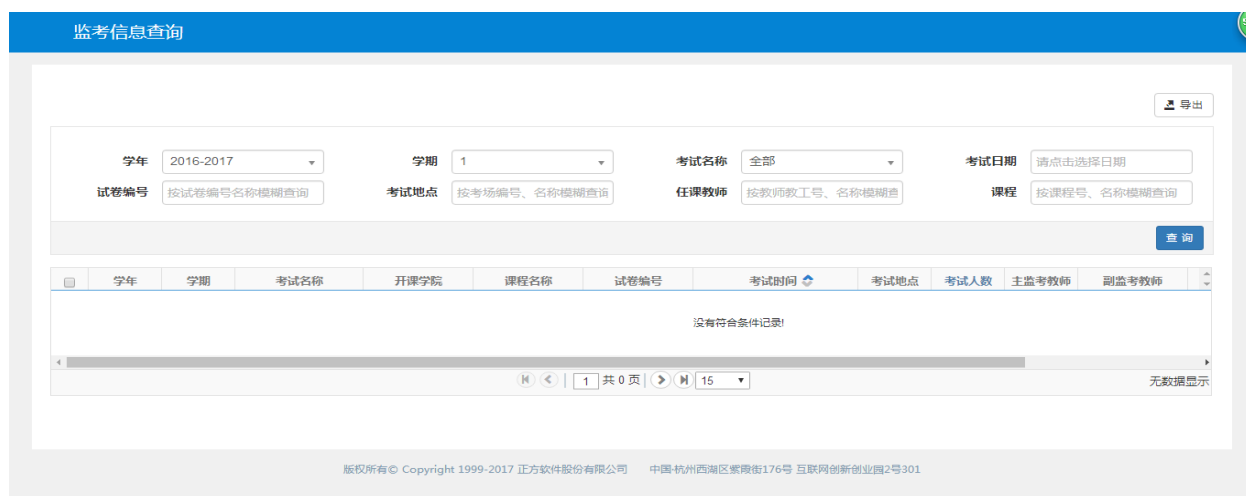 监考信息查询
导出
学年 2016-2017 学期 1 考试名称 全部 考试日期 请点击选择日期
试卷编号 按试卷编号名称模糊查询 考试地点 按考场编号、名称模糊查询 任课教师 按教师教工号、名称模糊查 课程 按课程号、名称模糊查询
查 询
学年 学期 考试名称 开课学院 课程名称 试卷编号 考试时间 考试地点 考试人数 主监考教师 副监考教师
没有符合条件记录!
1 共 0 页 15 无数据显示
版权所有© Copyright 1999-2017 正方软件股份有限公司 中国·杭州西湖区紫霞街176号 互联网创新创业园2号301